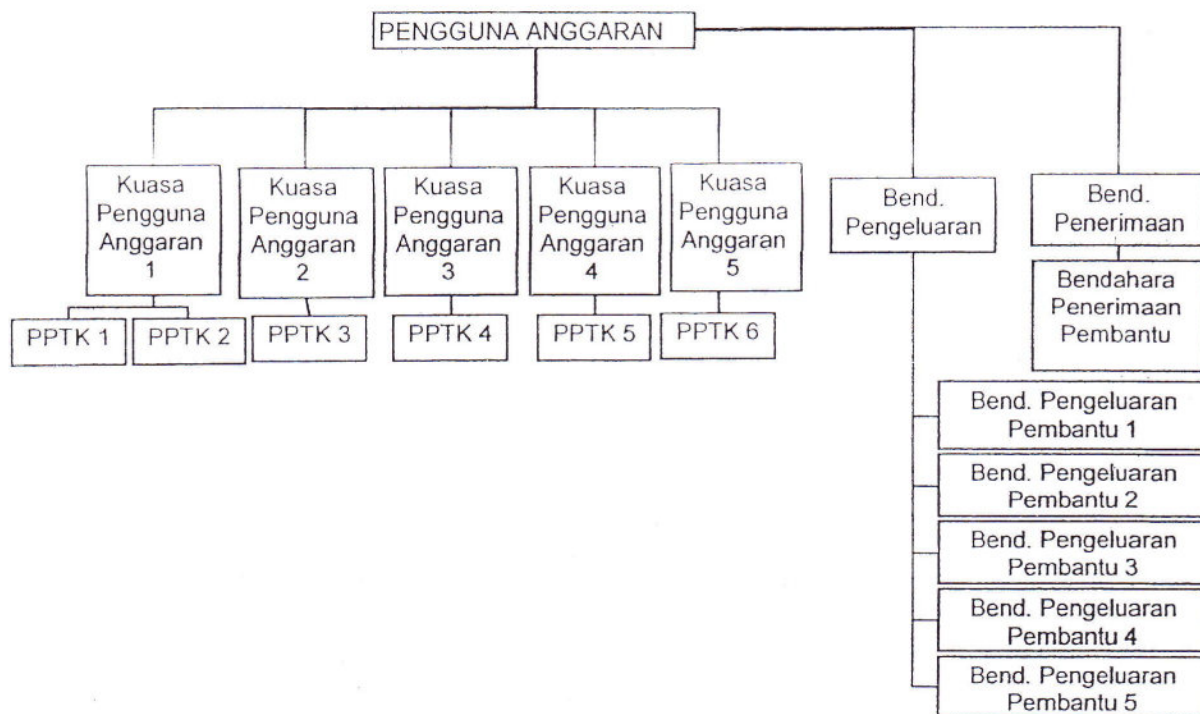 PENGGUNA ANGGARAN
Kuasa
Pengguna
Anggaran
1
Kuasa
Pengguna
Anggaran
2
Kuasa
Pengguna
Anggaran
3
Kuasa
Pengguna
Anggaran
4
Kuasa
Pengguna
Anggaran
5
Bend.
Pengeluaran
Bend.
Penerimaan
PPTK 1
PPTK 2
PPTK 3
PPTK 4
PPTK 5
PPTK 6
Bendahara
Penerimaan
Pembantu
Bend. Pengeluaran
Pembantu 1
Bend. Pengeluaran
Pembantu 2
Bend. Pengeluaran
Pembantu 3
Bend. Pengeluaran
Pembantu 4
Bend. Pengeluaran
Pembantu 5